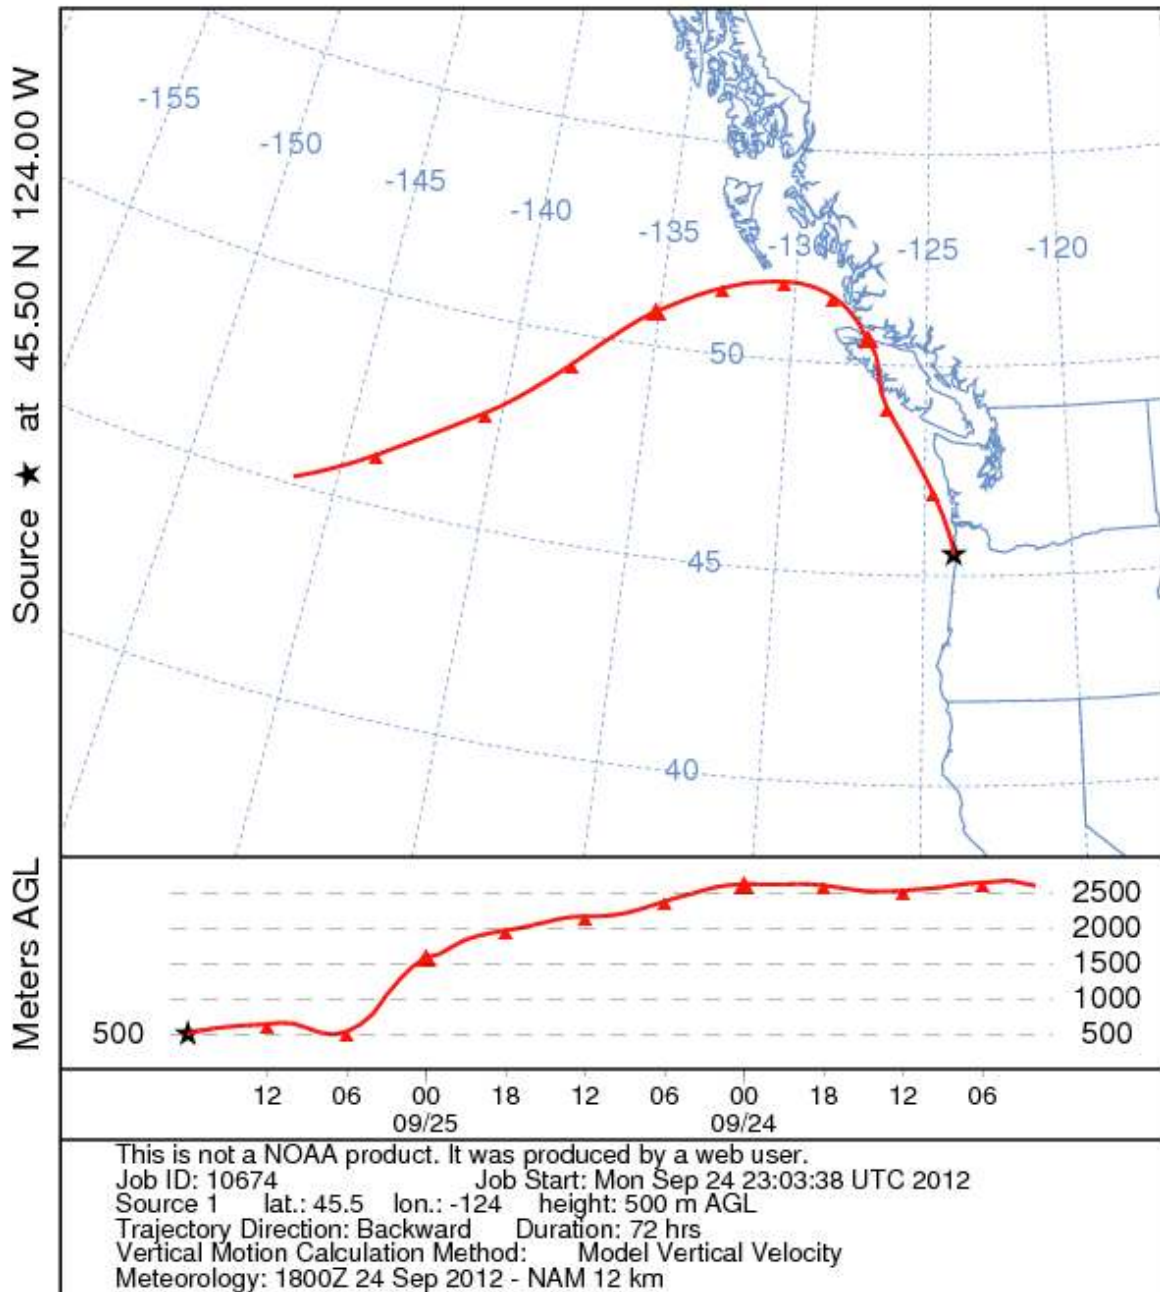 Source ★ at 45.50 N 124.00 W
-155
-150
-145
-140
-135
-130
-125
-120
50
45
40
Meters AGL
2500
2000
1500
1000
500
500
12 06 00 18 12 06 00 18 12 06
09/25 09/24
This is not a NOAA product. It was produced by a web user.
Job ID: 10674 Job Start: Mon Sep 24 23:03:38 UTC 2012
Source 1 lat.: 45.5 lon.: -124 height: 500 m AGL
Trajectory Direction: Backward Duration: 72 hrs
Vertical Motion Calculation Method: Model Vertical Velocity
Meteorology: 1800Z 24 Sep 2012 - NAM 12 km